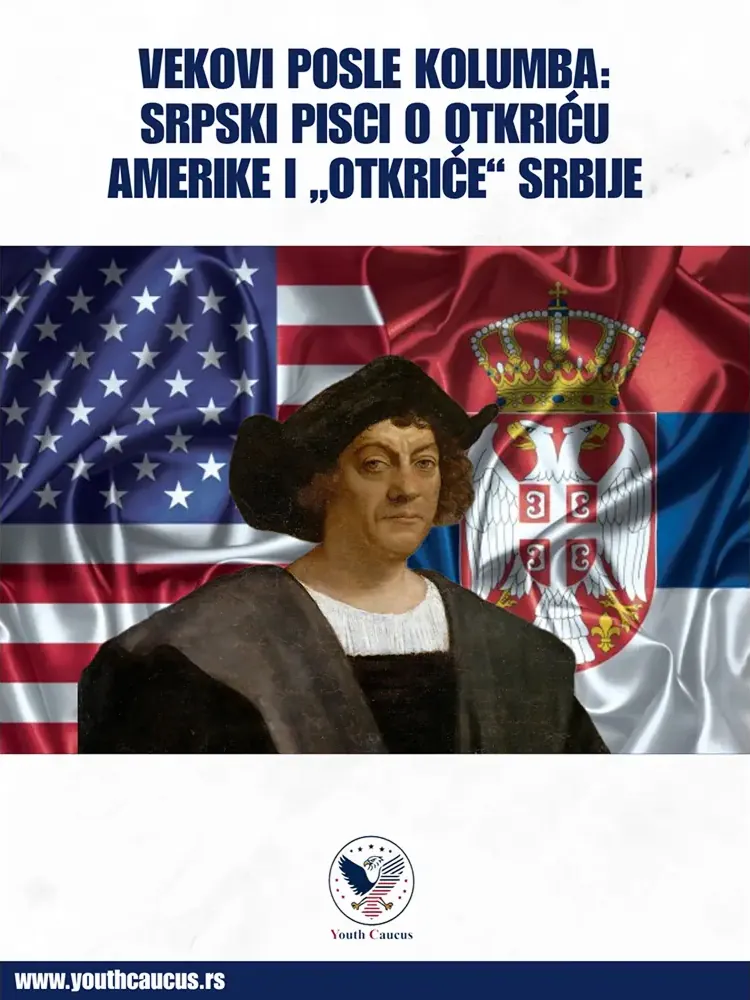 VEKOVI POSLE KOLUMBA:
SRPSKI PISCI O OTKRIĆU
AMERIKE I „OTKRIĆE“ SRBIJE
Youth Caucus
www.youthcaucus.rs